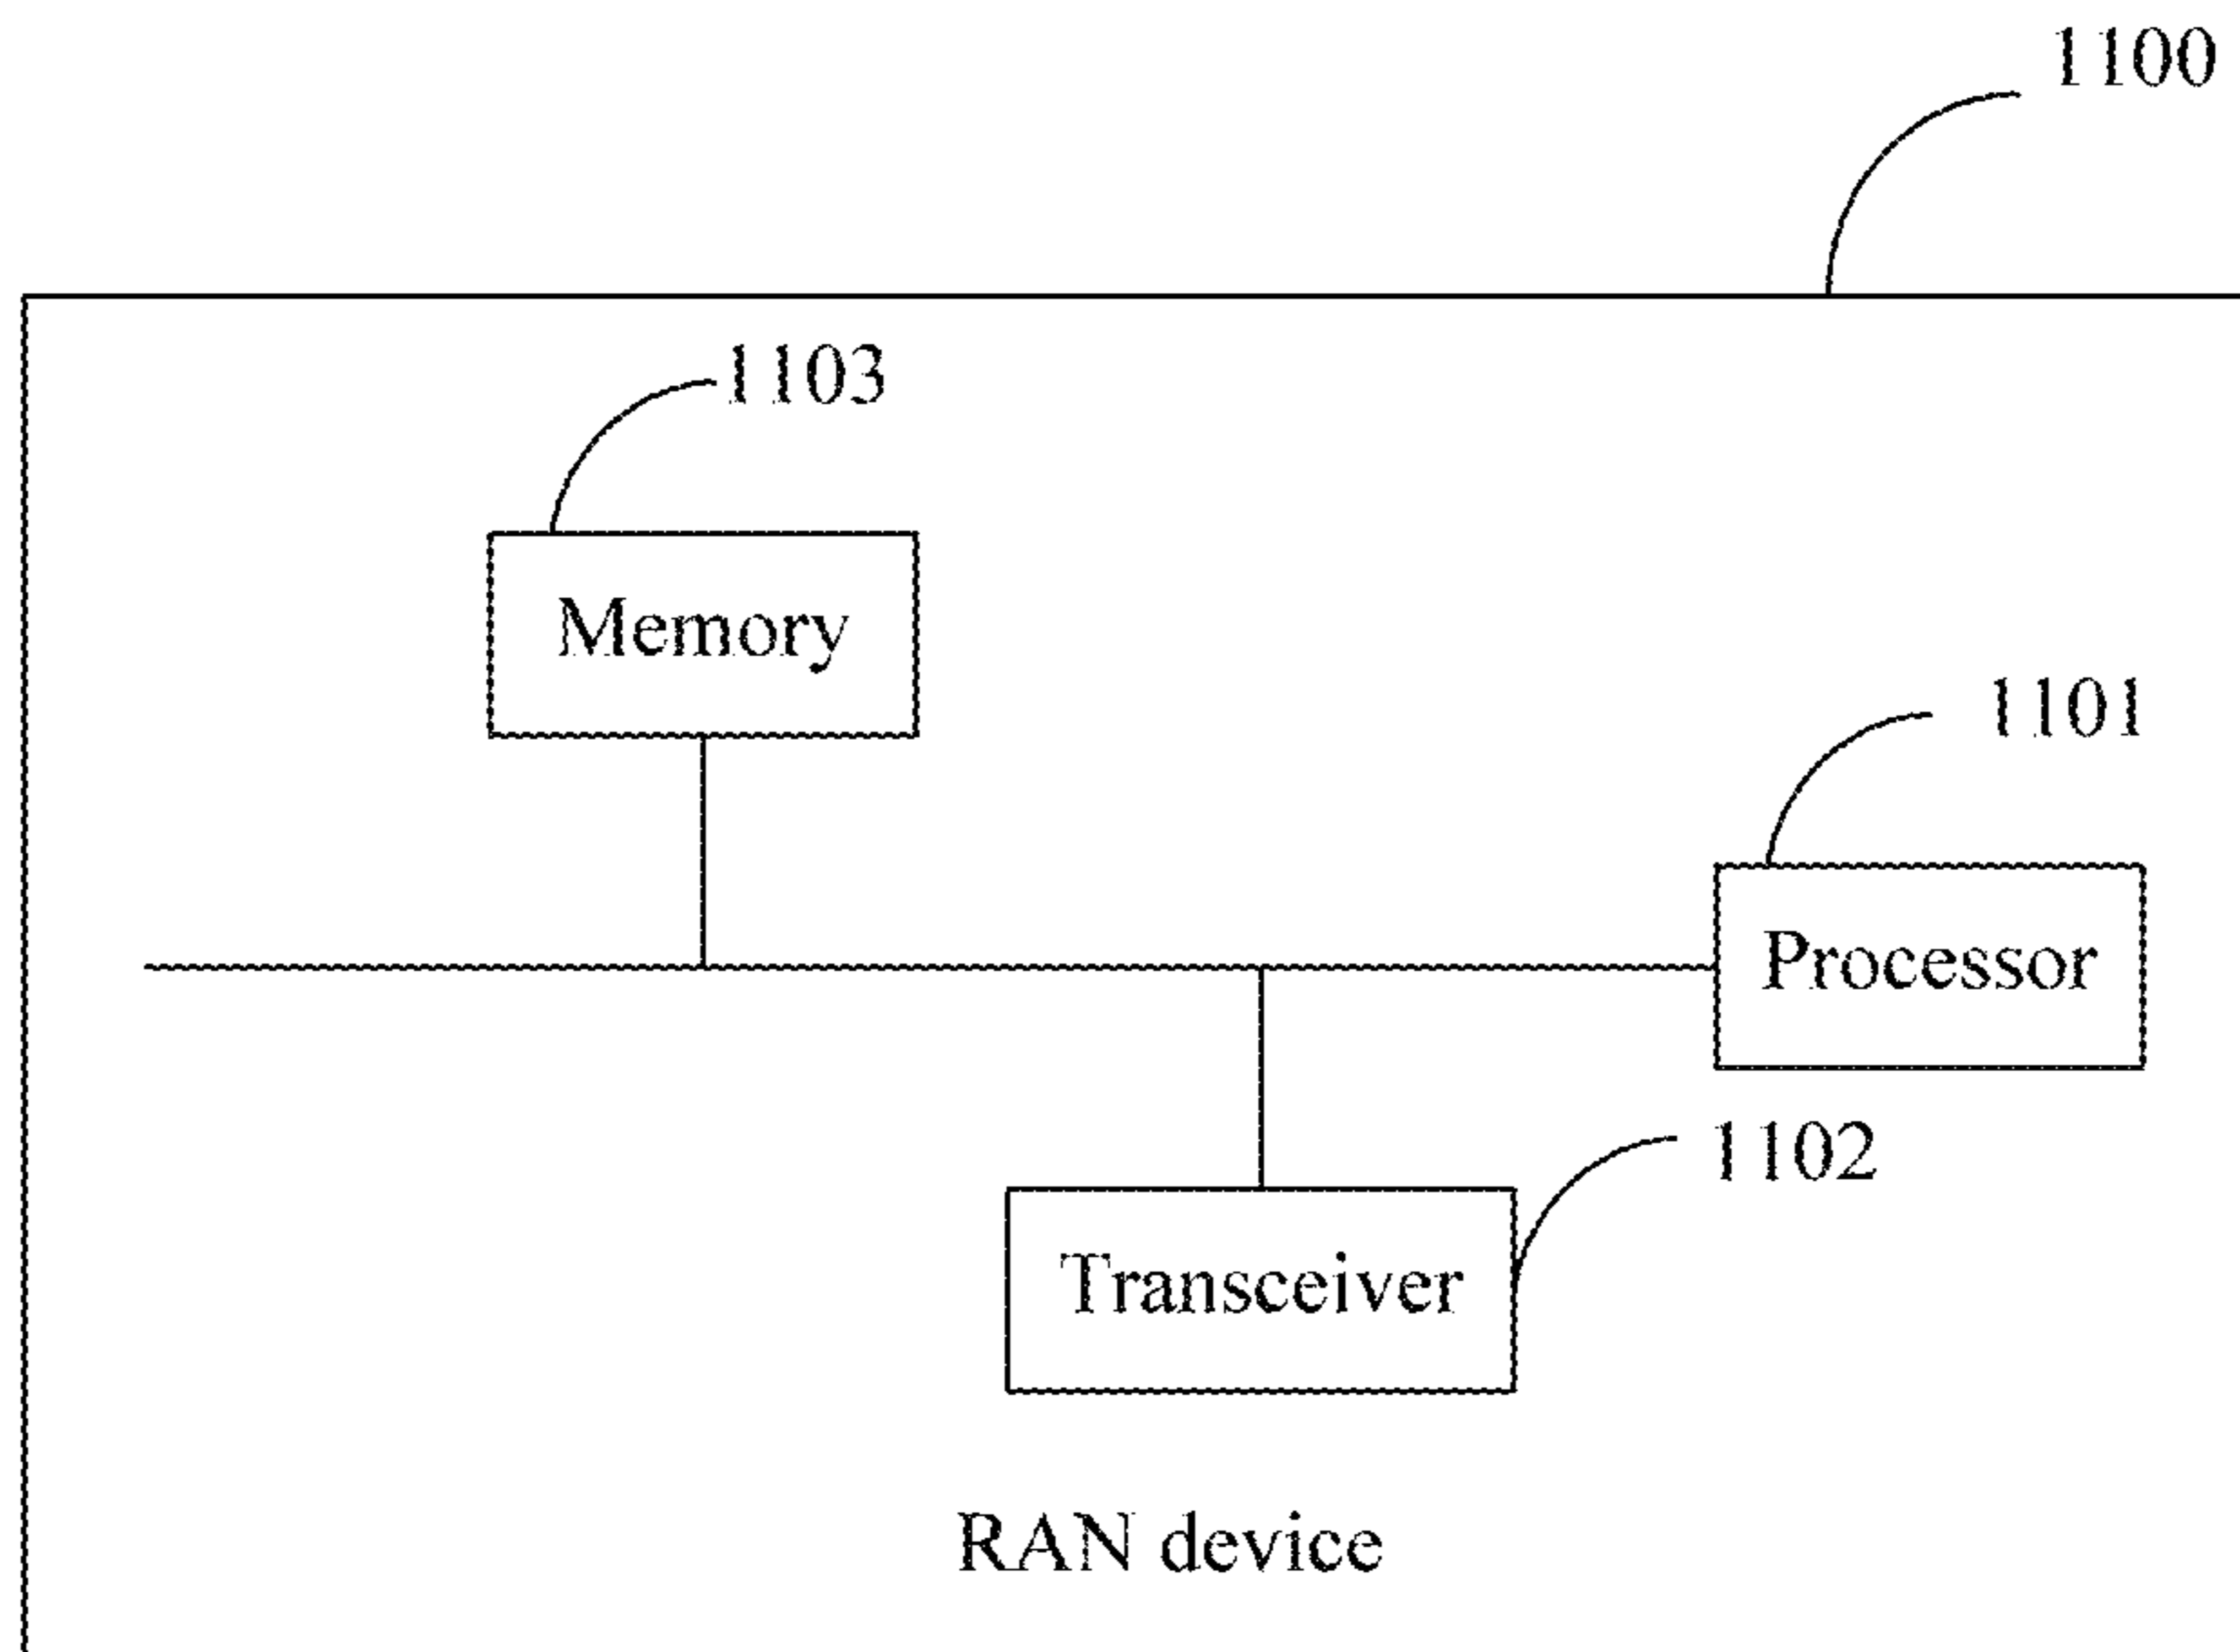 1100
1103
Memory
1101
Processor
1102
Transceiver
RAN device